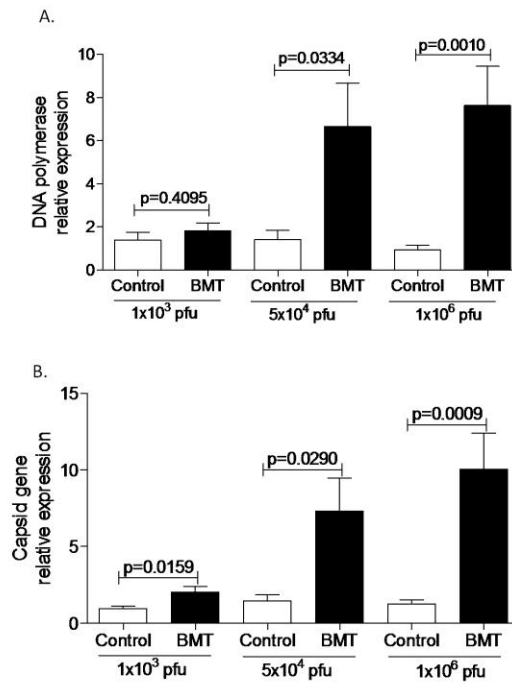 A.
10
8
6
4
2
0
DNA polymerase
relative expression
p=0.4095
p=0.0334
p=0.0010
Control BMT Control BMT Control BMT
1x10³ pfu 5x10⁴ pfu 1x10⁶ pfu
B.
15
10
5
0
Capsid gene
relative expression
p=0.0159
p=0.0290
p=0.0009
Control BMT Control BMT Control BMT
1x10³ pfu 5x10⁴ pfu 1x10⁶ pfu